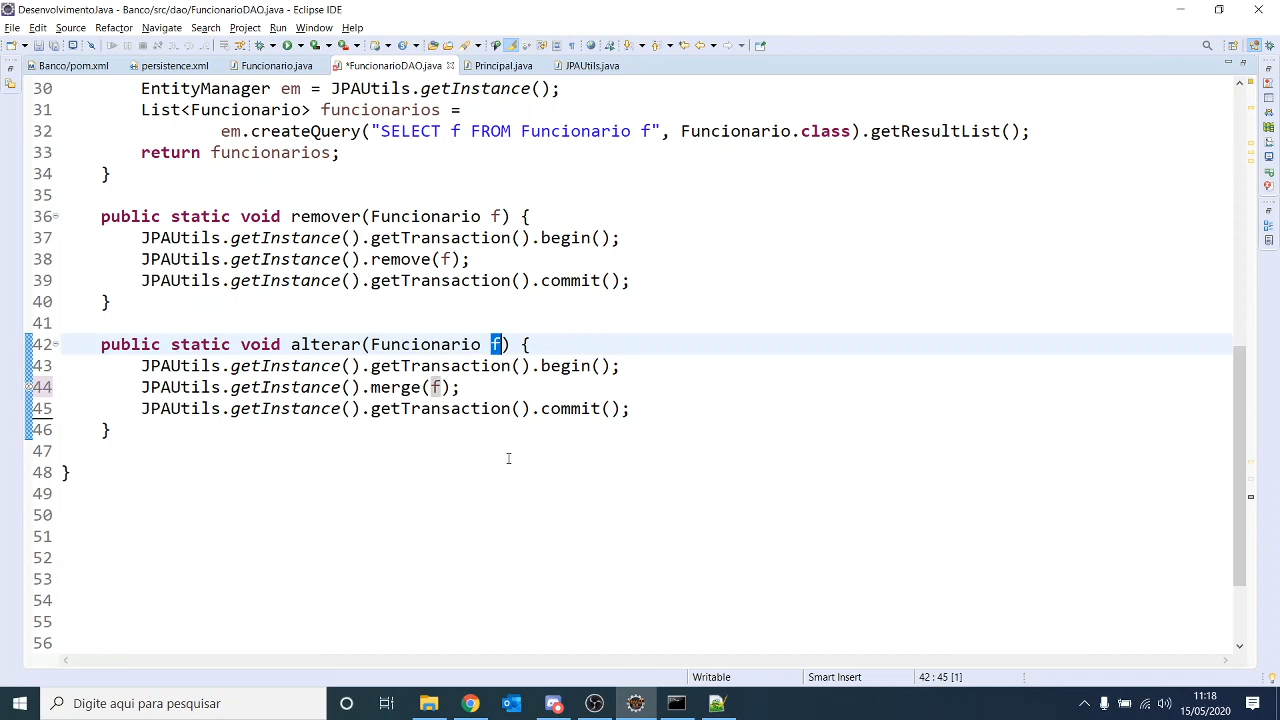 Desenvolvimento.Java - Banco/src/dao/FuncionarioDAO.java - Eclipse IDE
File Edit Source Refactor Navigate Search Project Run Window Help
Banco/pom.xml persistence.xml Funcionario.java *FuncionarioDAO.java Principal.java JPAUtils.java
30 EntityManager em = JPAUtils.getInstance();
31 List<Funcionario> funcionarios =
32 em.createQuery("SELECT f FROM Funcionario f", Funcionario.class).getResultList();
33 return funcionarios;
34 }
35
36 public static void remover(Funcionario f) {
37 JPAUtils.getInstance().getTransaction().begin();
38 JPAUtils.getInstance().remove(f);
39 JPAUtils.getInstance().getTransaction().commit();
40 }
41
42 public static void alterar(Funcionario f) {
43 JPAUtils.getInstance().getTransaction().begin();
44 JPAUtils.getInstance().merge(f);
45 JPAUtils.getInstance().getTransaction().commit();
46 }
47
48 }
49
50
51
52
53
54
55
56
Writable Smart Insert 42 : 45 [1]
Digite aqui para pesquisar
11:18
15/05/2020